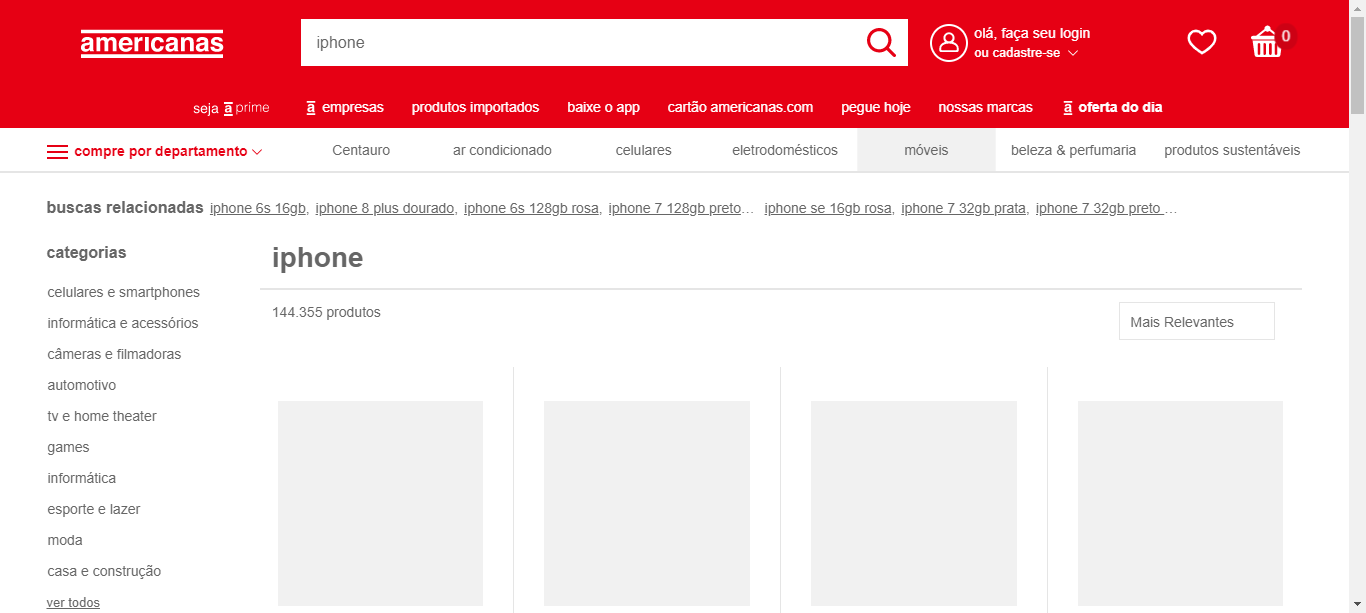 americanas
iphone
olá, faça seu login
ou cadastre-se
0
seja a prime
a empresas
produtos importados
baixe o app
cartão americanas.com
pegue hoje
nossas marcas
a oferta do dia
compre por departamento
Centauro
ar condicionado
celulares
eletrodomésticos
móveis
beleza & perfumaria
produtos sustentáveis
buscas relacionadas iphone 6s 16gb, iphone 8 plus dourado, iphone 6s 128gb rosa, iphone 7 128gb preto... iphone se 16gb rosa, iphone 7 32gb prata, iphone 7 32gb preto ...
categorias
celulares e smartphones
informática e acessórios
câmeras e filmadoras
automotivo
tv e home theater
games
informática
esporte e lazer
moda
casa e construção
ver todos
iphone
144.355 produtos
Mais Relevantes